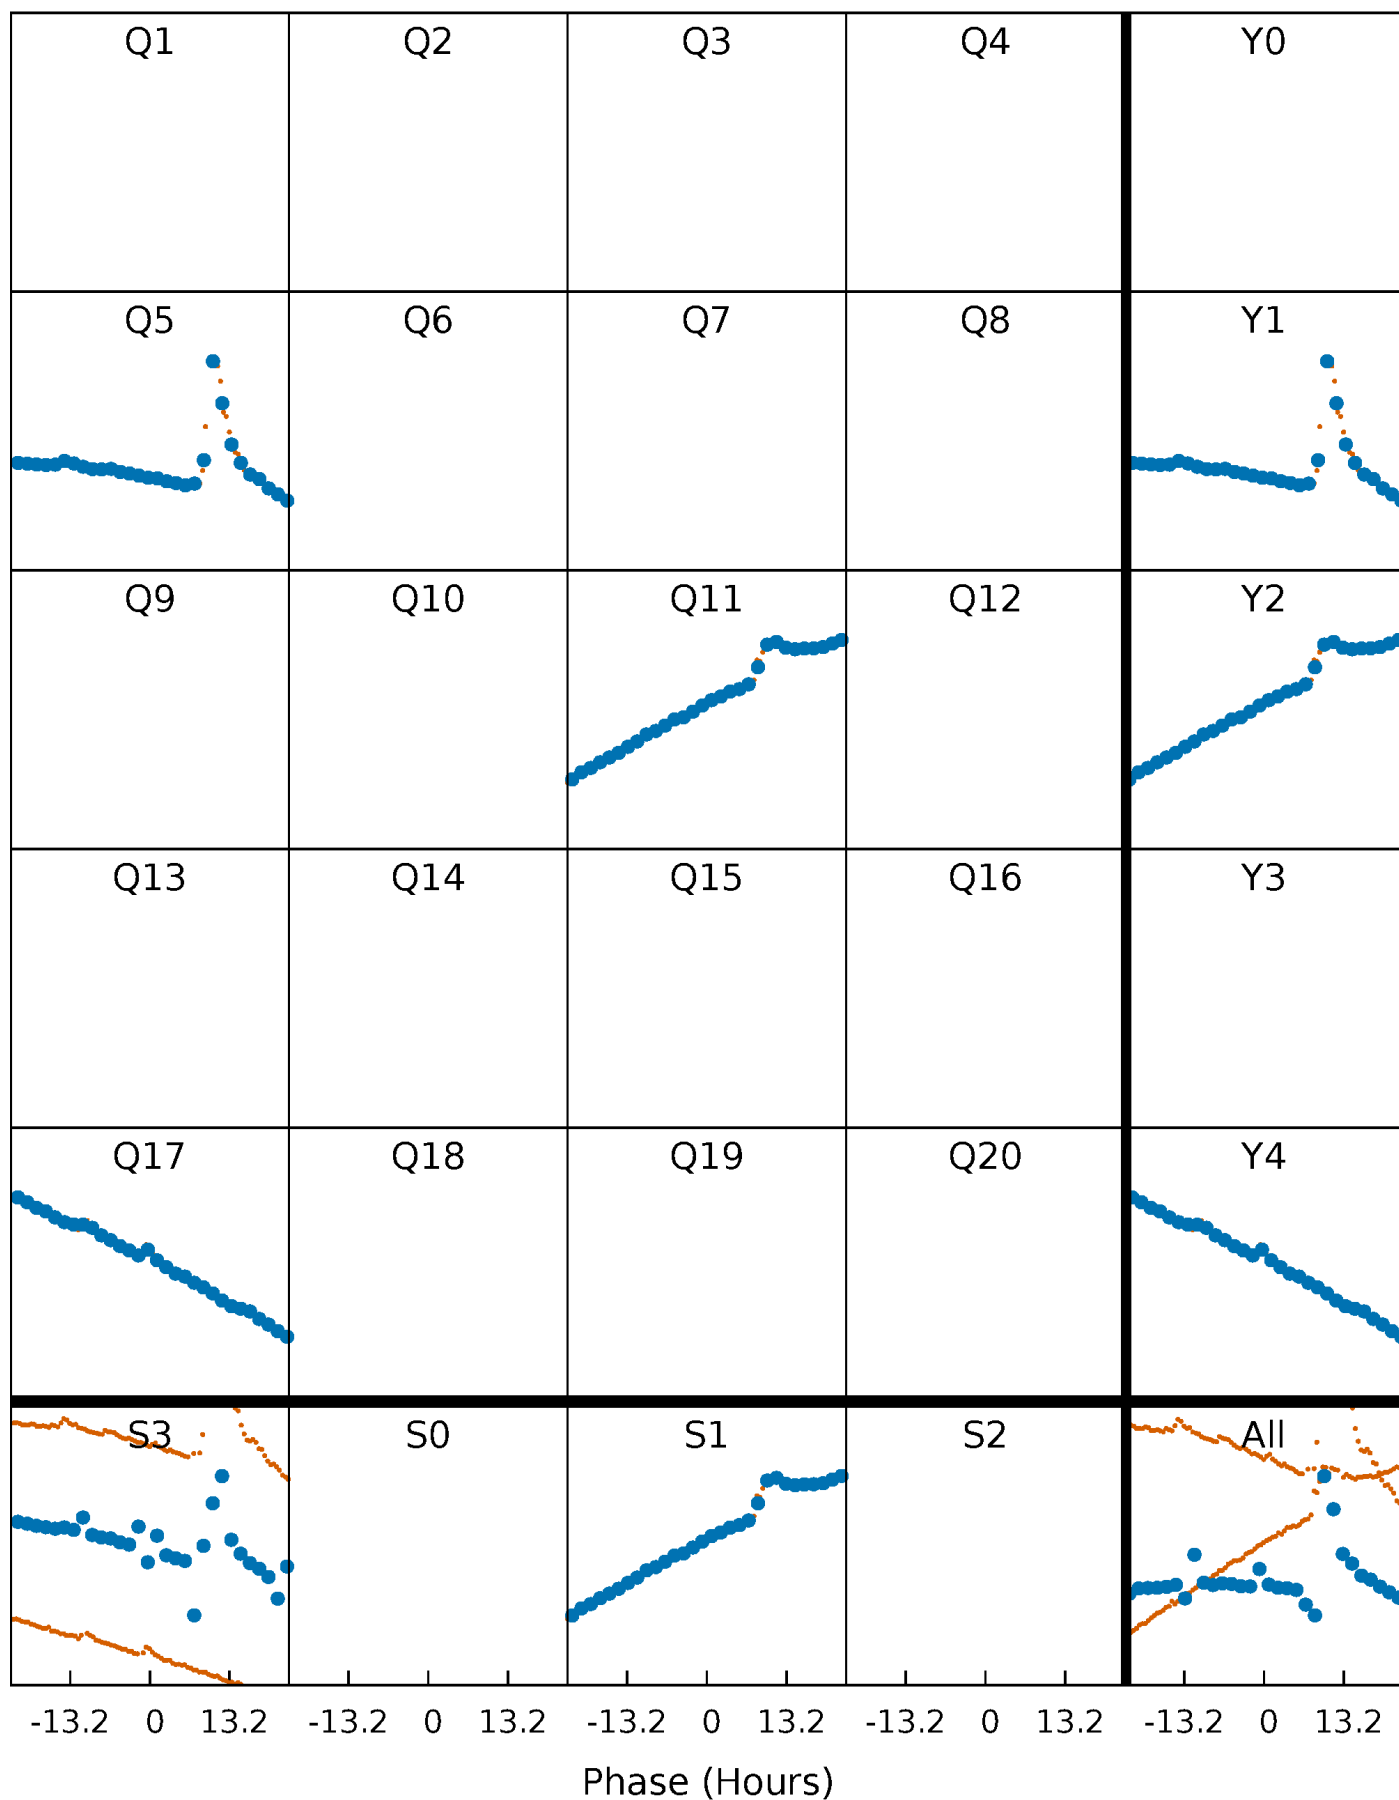 Q1 Q2 Q3 Q4 Y0
Q5 Q6 Q7 Q8 Y1
Q9 Q10 Q11 Q12 Y2
Q13 Q14 Q15 Q16 Y3
Q17 Q18 Q19 Q20 Y4
S3 S0 S1 S2 All
-13.2 0 13.2 -13.2 0 13.2 -13.2 0 13.2 -13.2 0 13.2 -13.2 0 13.2
Phase (Hours)